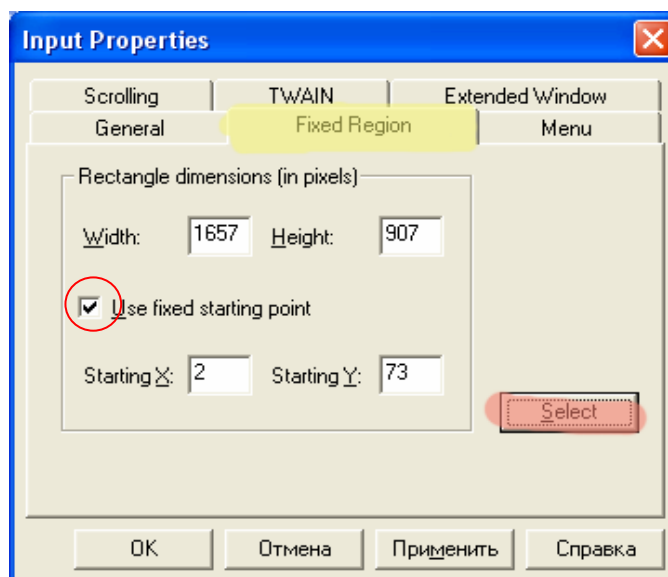 Input Properties
Scrolling TWAIN Extended Window
General Fixed Region Menu
Rectangle dimensions (in pixels)
Width: 1657 Height: 907
Use fixed starting point
Starting X: 2 Starting Y: 73
Select
OK Отмена Применить Справка